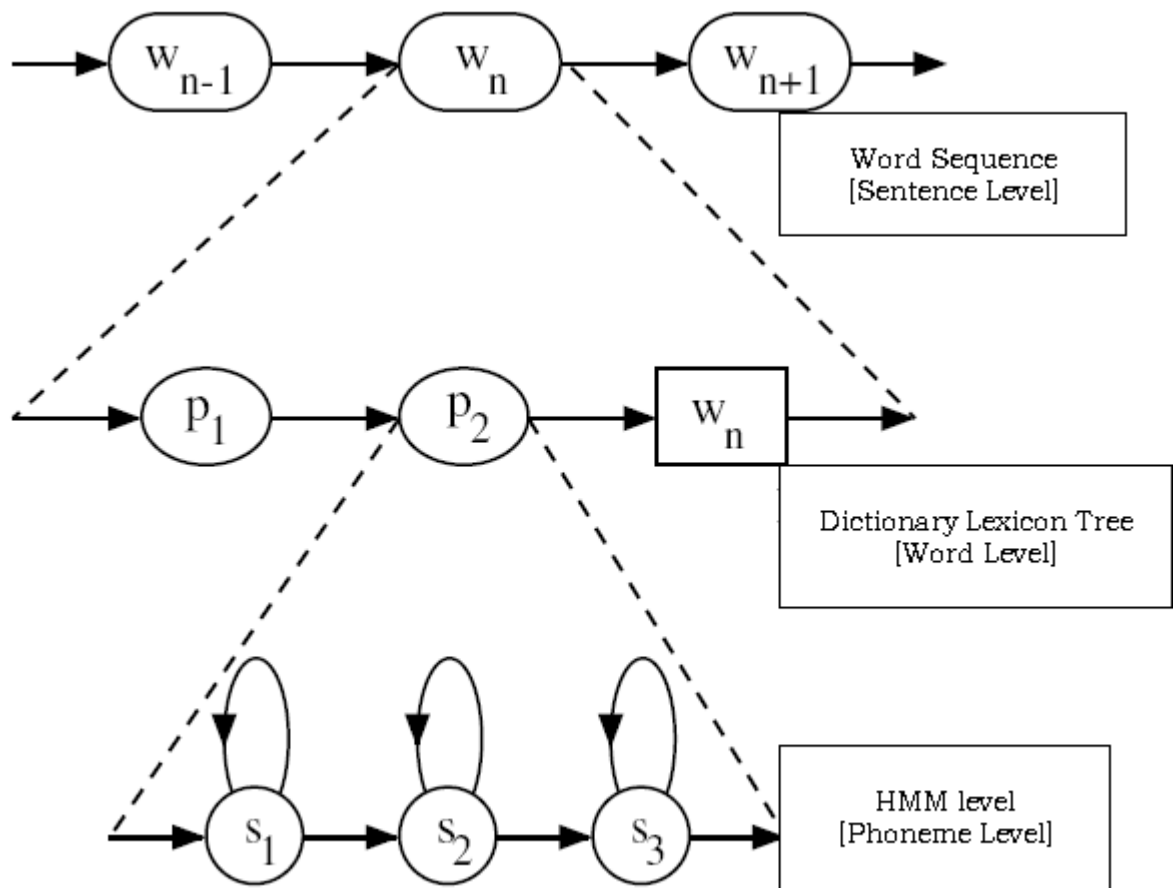 w n-1
w n
w n+1
Word Sequence
[Sentence Level]
p 1
p 2
w n
Dictionary Lexicon Tree
[Word Level]
s 1
s 2
s 3
HMM level
[Phoneme Level]